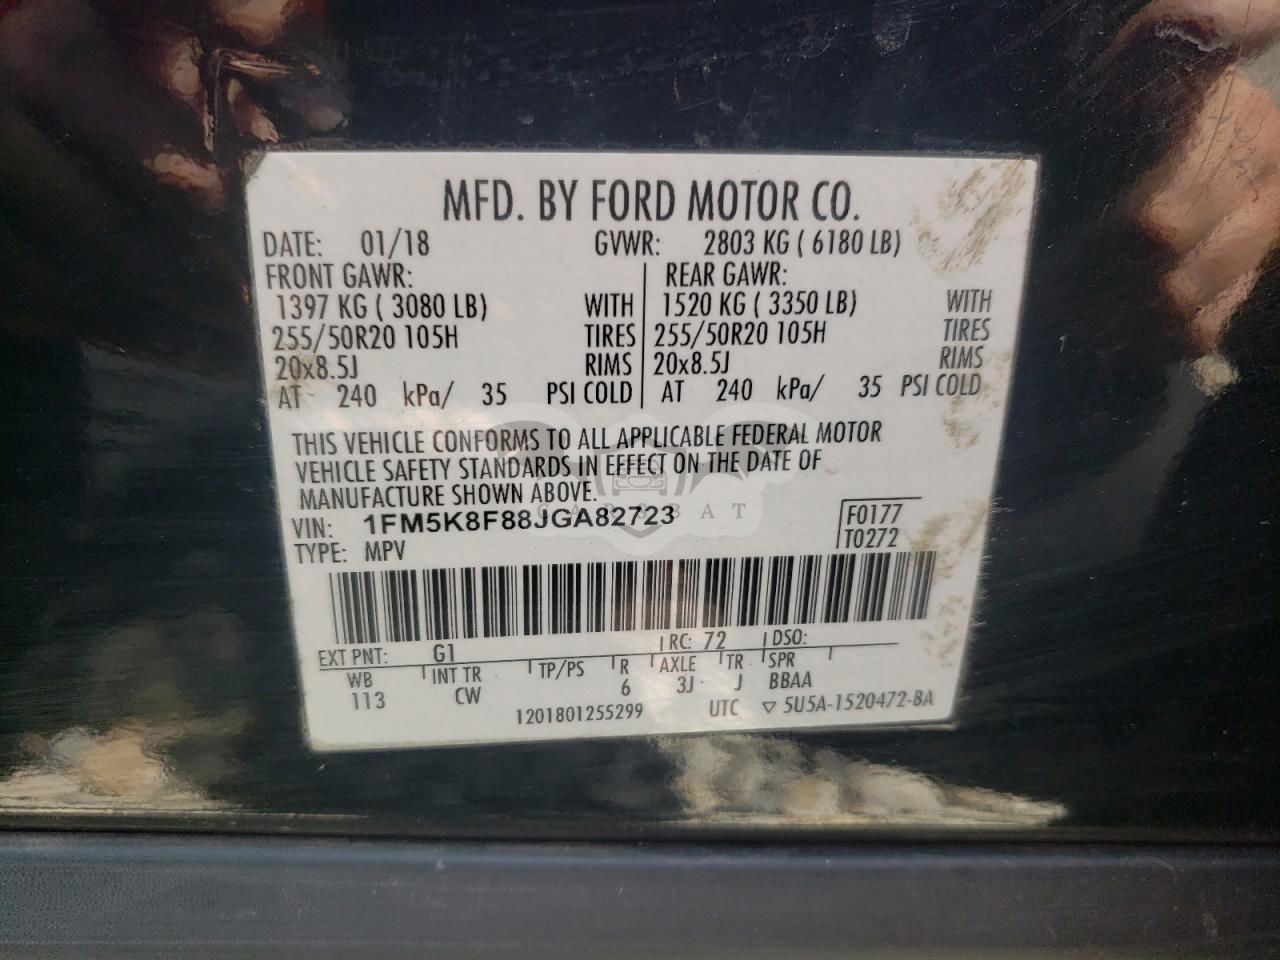 MFD. BY FORD MOTOR CO.
DATE: 01/18 GVWR: 2803 KG ( 6180 LB)
FRONT GAWR: REAR GAWR:
1397 KG ( 3080 LB) WITH 1520 KG ( 3350 LB) WITH
255/50R20 105H TIRES 255/50R20 105H TIRES
20x8.5J RIMS 20x8.5J RIMS
AT 240 kPa/ 35 PSI COLD AT 240 kPa/ 35 PSI COLD
THIS VEHICLE CONFORMS TO ALL APPLICABLE FEDERAL MOTOR
VEHICLE SAFETY STANDARDS IN EFFECT ON THE DATE OF
MANUFACTURE SHOWN ABOVE.
VIN: 1FM5K8F88JGA82723 F0177
TYPE: MPV T0272
EXT PNT: G1 RC: 72 DSO:
WB INT TR TP/PS R AXLE TR SPR
113 CW 6 3J J BBAA
1201801255299 UTC ▽ 5U5A-1520472-BA